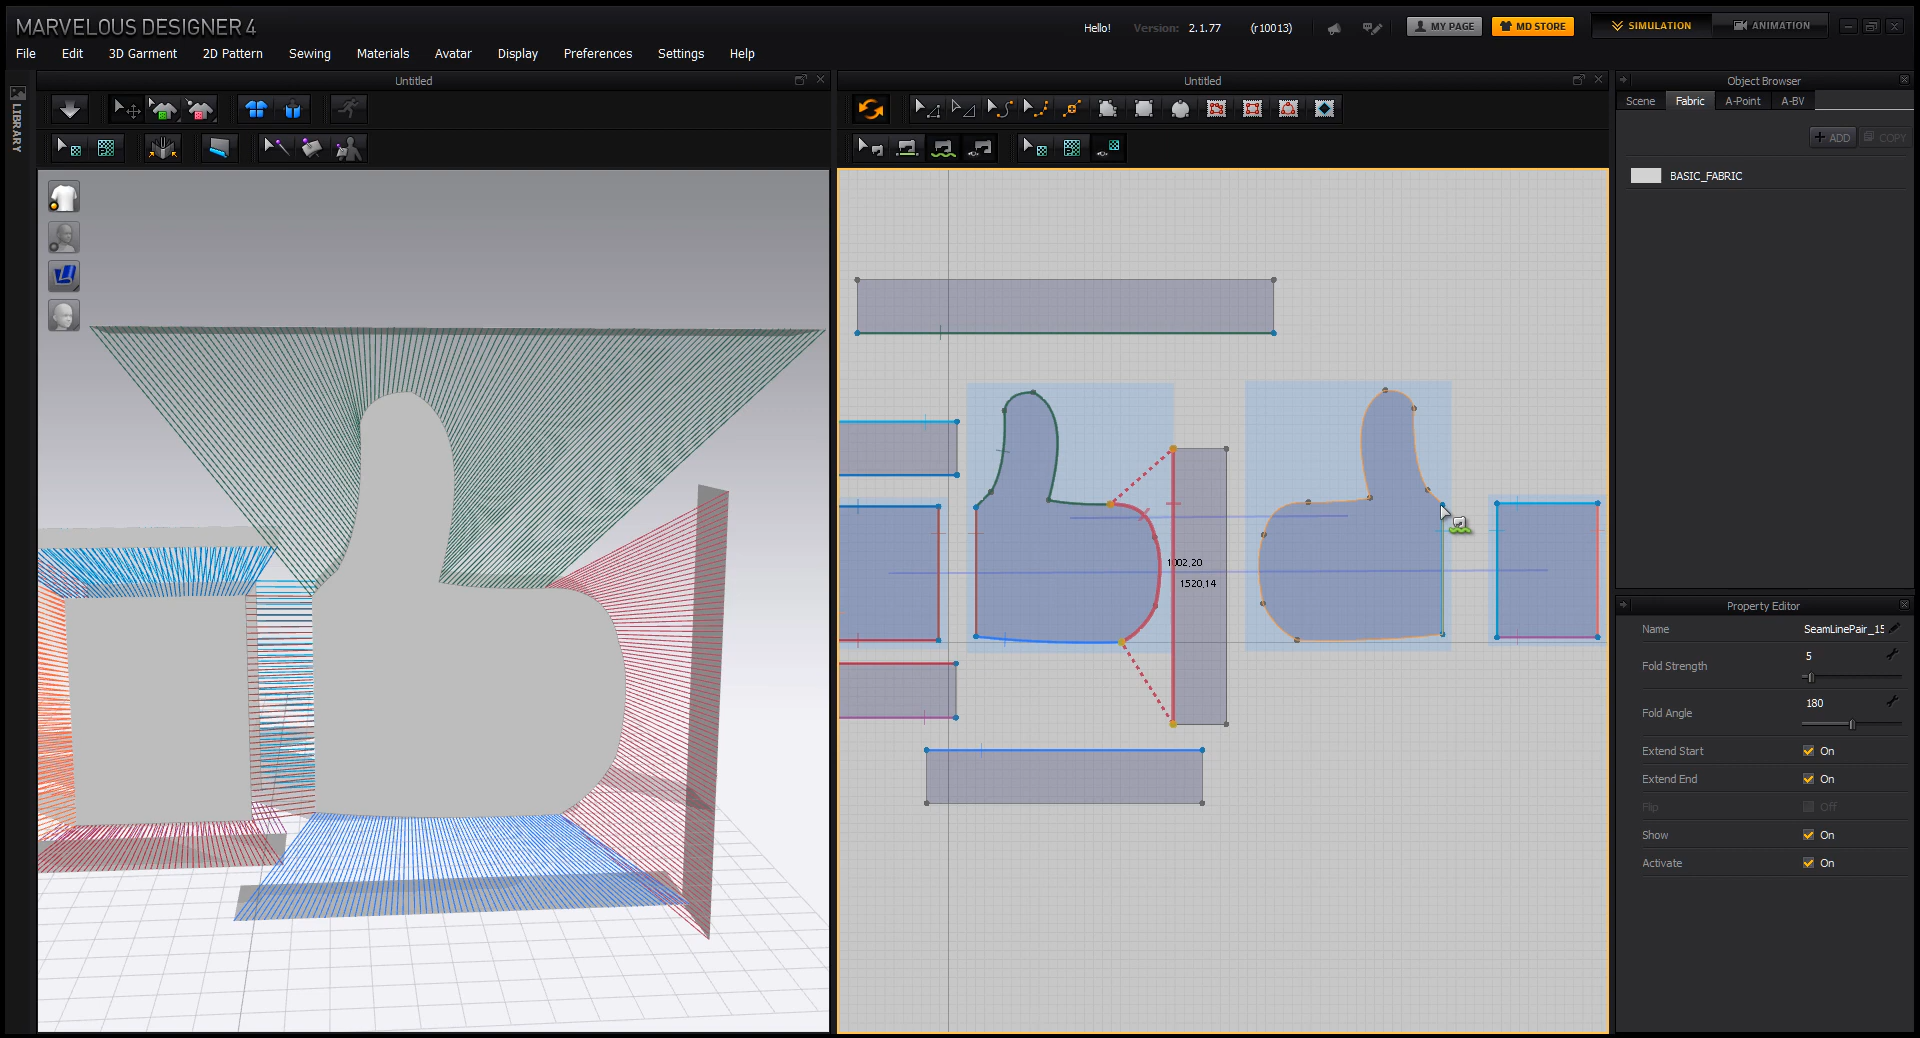 MARVELOUS DESIGNER 4
Hello!
Version: 2.1.77 (r10013)
MY PAGE
MD STORE
SIMULATION
ANIMATION
File Edit 3D Garment 2D Pattern Sewing Materials Avatar Display Preferences Settings Help
LIBRARY
Untitled
Untitled
Object Browser
Scene Fabric A-Point A-BV
+ ADD COPY
BASIC_FABRIC
1520,14
Property Editor
Name SeamLinePair_15
Fold Strength 5
Fold Angle 180
Extend Start On
Extend End On
Flip Off
Show On
Activate On